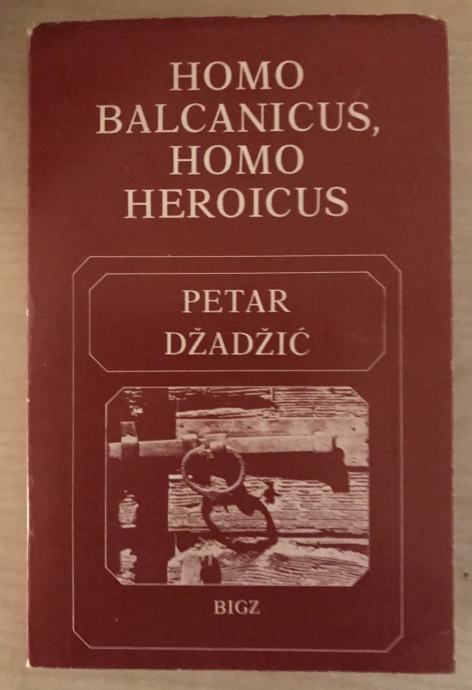 HOMO
BALCANICUS,
HOMO
HEROICUS
PETAR
DŽADŽIĆ
BIGZ